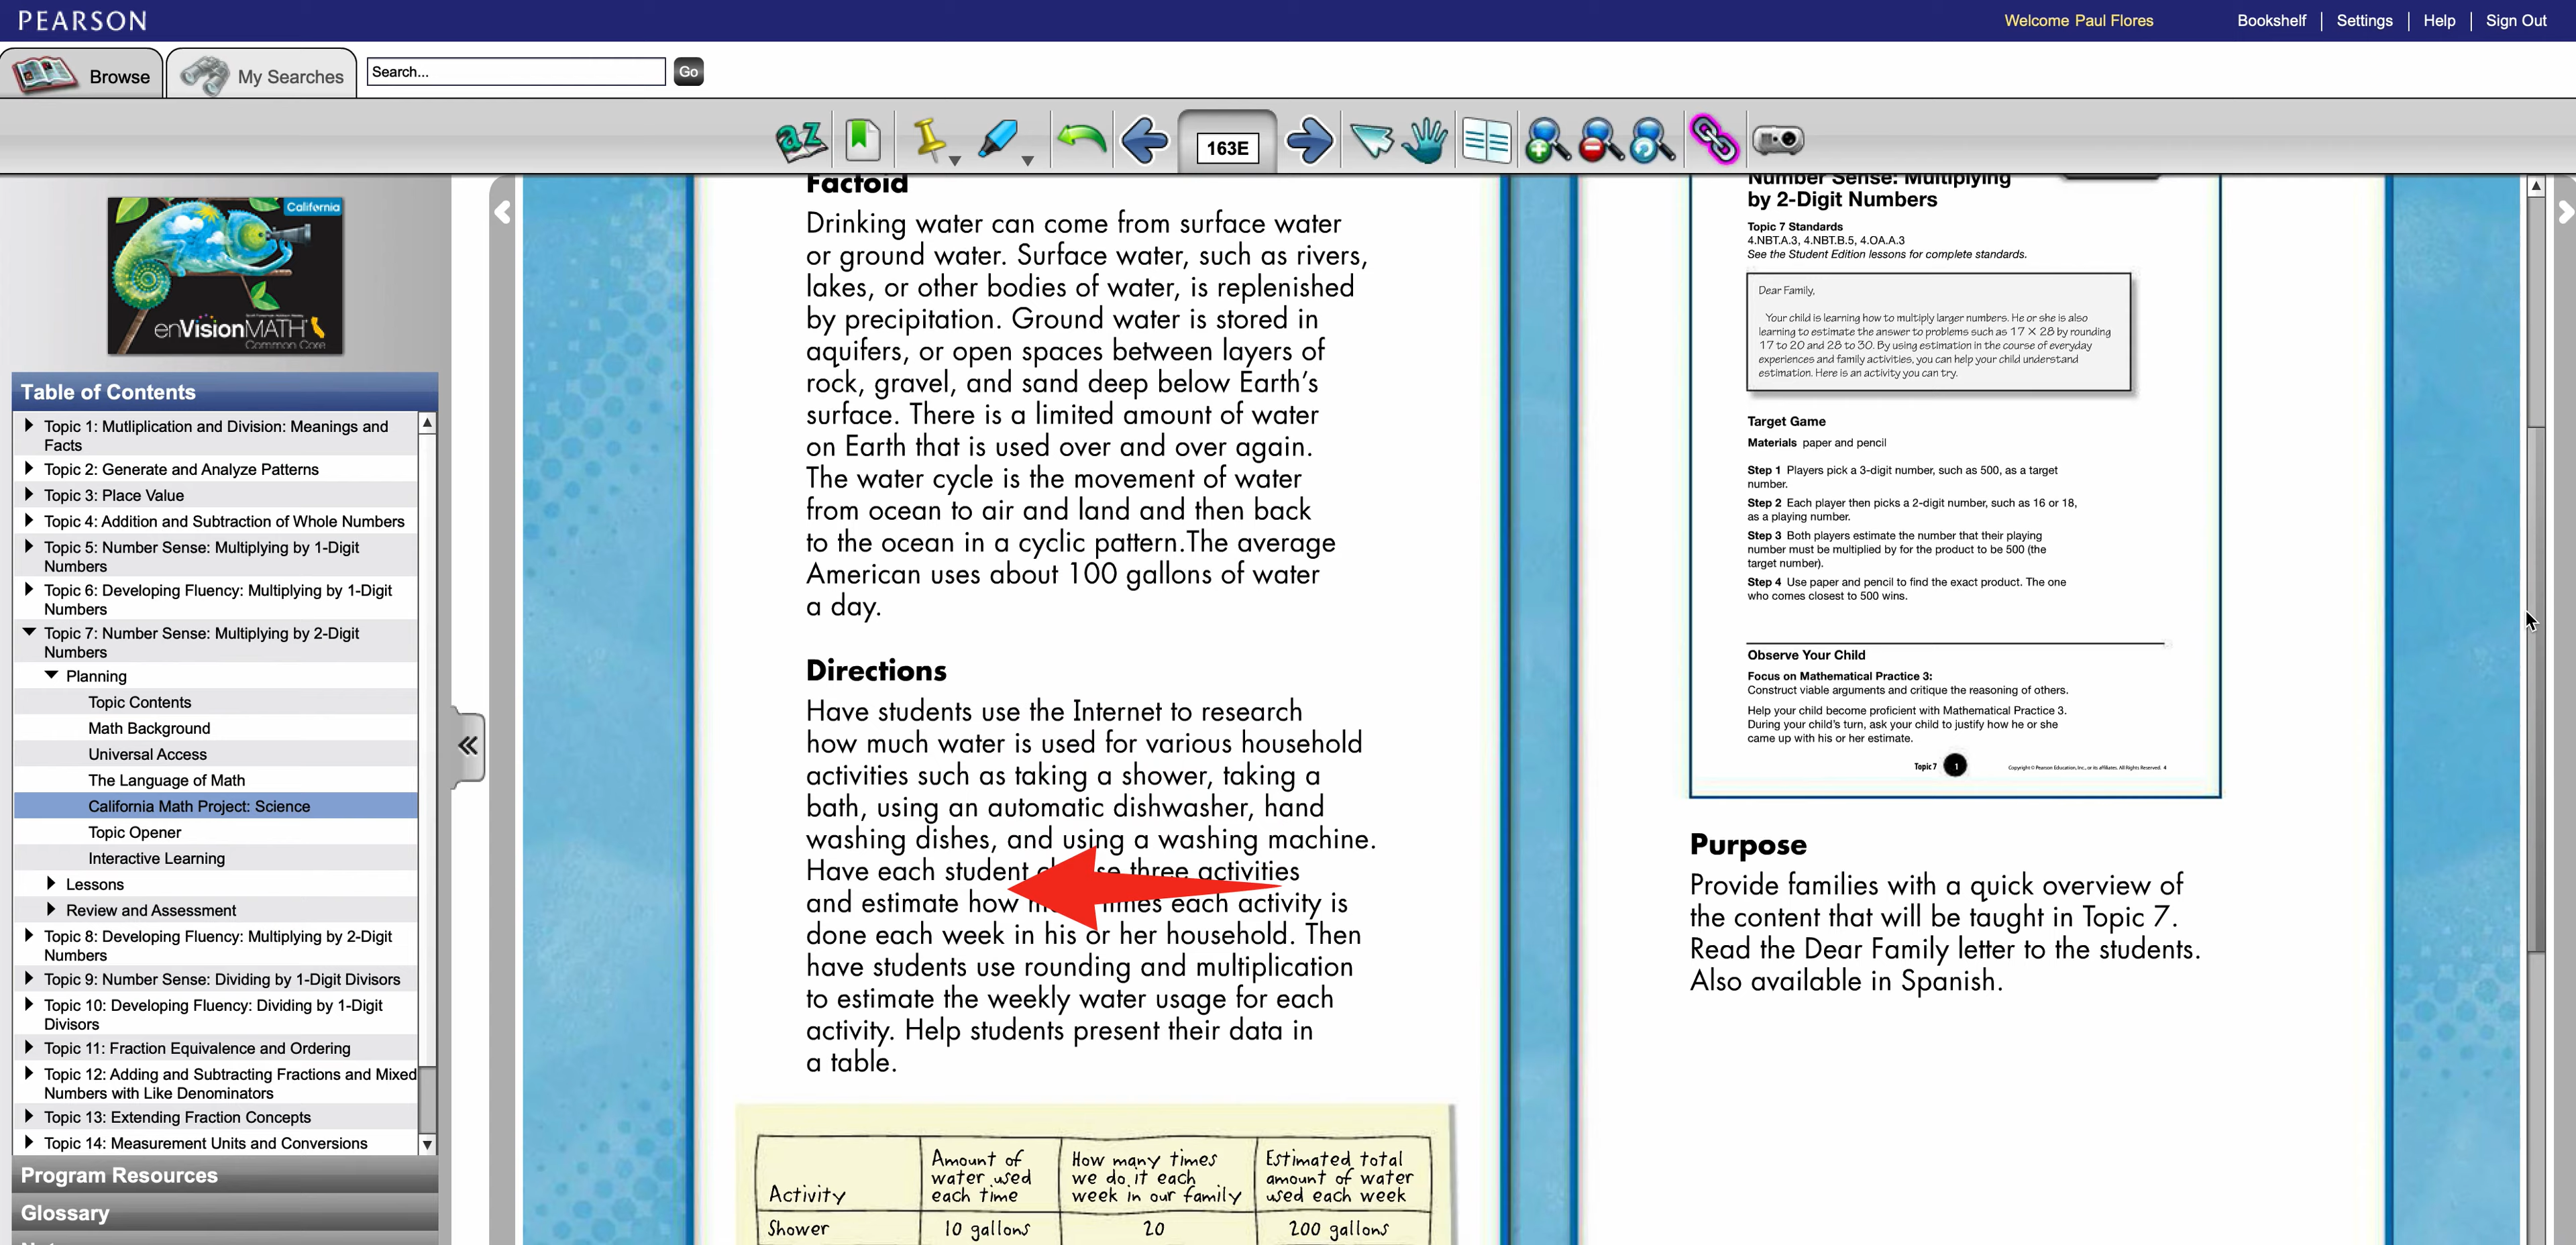 PEARSON
Welcome Paul Flores
Bookshelf
Settings
Help
Sign Out
Browse
My Searches
Search...
Go
aZ
163E
California
enVisionMATH
Common Core
Table of Contents
Topic 1: Mutliplication and Division: Meanings and
Facts
Topic 2: Generate and Analyze Patterns
Topic 3: Place Value
Topic 4: Addition and Subtraction of Whole Numbers
Topic 5: Number Sense: Multiplying by 1-Digit
Numbers
Topic 6: Developing Fluency: Multiplying by 1-Digit
Numbers
Topic 7: Number Sense: Multiplying by 2-Digit
Numbers
Planning
Topic Contents
Math Background
Universal Access
The Language of Math
California Math Project: Science
Topic Opener
Interactive Learning
Lessons
Review and Assessment
Topic 8: Developing Fluency: Multiplying by 2-Digit
Numbers
Topic 9: Number Sense: Dividing by 1-Digit Divisors
Topic 10: Developing Fluency: Dividing by 1-Digit
Divisors
Topic 11: Fraction Equivalence and Ordering
Topic 12: Adding and Subtracting Fractions and Mixed
Numbers with Like Denominators
Topic 13: Extending Fraction Concepts
Topic 14: Measurement Units and Conversions
Program Resources
Glossary
Factoid
Drinking water can come from surface water
or ground water. Surface water, such as rivers,
lakes, or other bodies of water, is replenished
by precipitation. Ground water is stored in
aquifers, or open spaces between layers of
rock, gravel, and sand deep below Earth's
surface. There is a limited amount of water
on Earth that is used over and over again.
The water cycle is the movement of water
from ocean to air and land and then back
to the ocean in a cyclic pattern.The average
American uses about 100 gallons of water
a day.
Directions
Have students use the Internet to research
how much water is used for various household
activities such as taking a shower, taking a
bath, using an automatic dishwasher, hand
washing dishes, and using a washing machine.
Have each student three activities
and estimate how times each activity is
done each week in his or her household. Then
have students use rounding and multiplication
to estimate the weekly water usage for each
activity. Help students present their data in
a table.
Activity
Amount of
water used
each time
How many times
we do it each
week in our family
Estimated total
amount of water
used each week
Shower
10 gallons
20
200 gallons
Number Sense: Multiplying
by 2-Digit Numbers
Topic 7 Standards
4.NBT.A.3, 4.NBT.B.5, 4.OA.A.3
See the Student Edition lessons for complete standards.
Dear Family,
Your child is learning how to multiply larger numbers. He or she is also
learning to estimate the answer to problems such as 17 × 28 by rounding
17 to 20 and 28 to 30. By using estimation in the course of everyday
experiences and family activities, you can help your child understand
estimation. Here is an activity you can try.
Target Game
Materials paper and pencil
Step 1 Players pick a 3-digit number, such as 500, as a target
number.
Step 2 Each player then picks a 2-digit number, such as 16 or 18,
as a playing number.
Step 3 Both players estimate the number that their playing
number must be multiplied by for the product to be 500 (the
target number).
Step 4 Use paper and pencil to find the exact product. The one
who comes closest to 500 wins.
Observe Your Child
Focus on Mathematical Practice 3:
Construct viable arguments and critique the reasoning of others.
Help your child become proficient with Mathematical Practice 3.
During your child's turn, ask your child to justify how he or she
came up with his or her estimate.
Topic 7 1
Copyright © Pearson Education, Inc., or its affiliates. All Rights Reserved. 4
Purpose
Provide families with a quick overview of
the content that will be taught in Topic 7.
Read the Dear Family letter to the students.
Also available in Spanish.